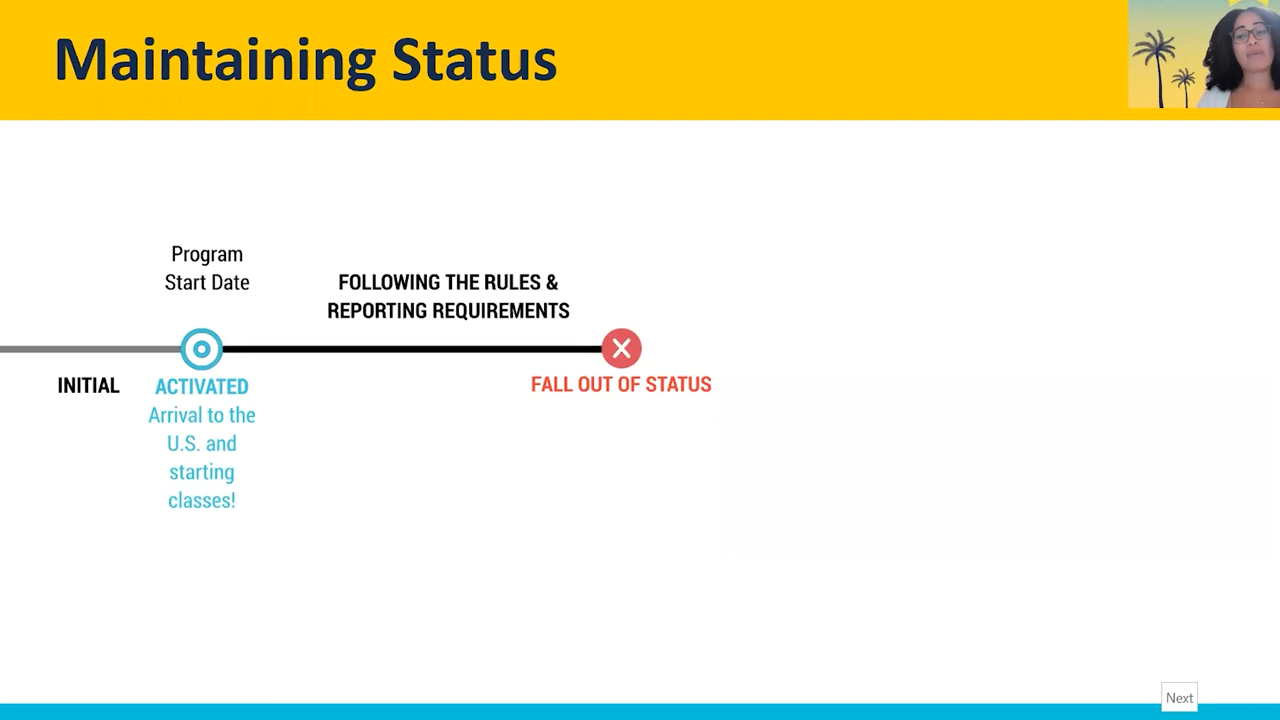 Maintaining Status
Program
Start Date
FOLLOWING THE RULES &
REPORTING REQUIREMENTS
INITIAL
ACTIVATED
Arrival to the
U.S. and
starting
classes!
FALL OUT OF STATUS
Next